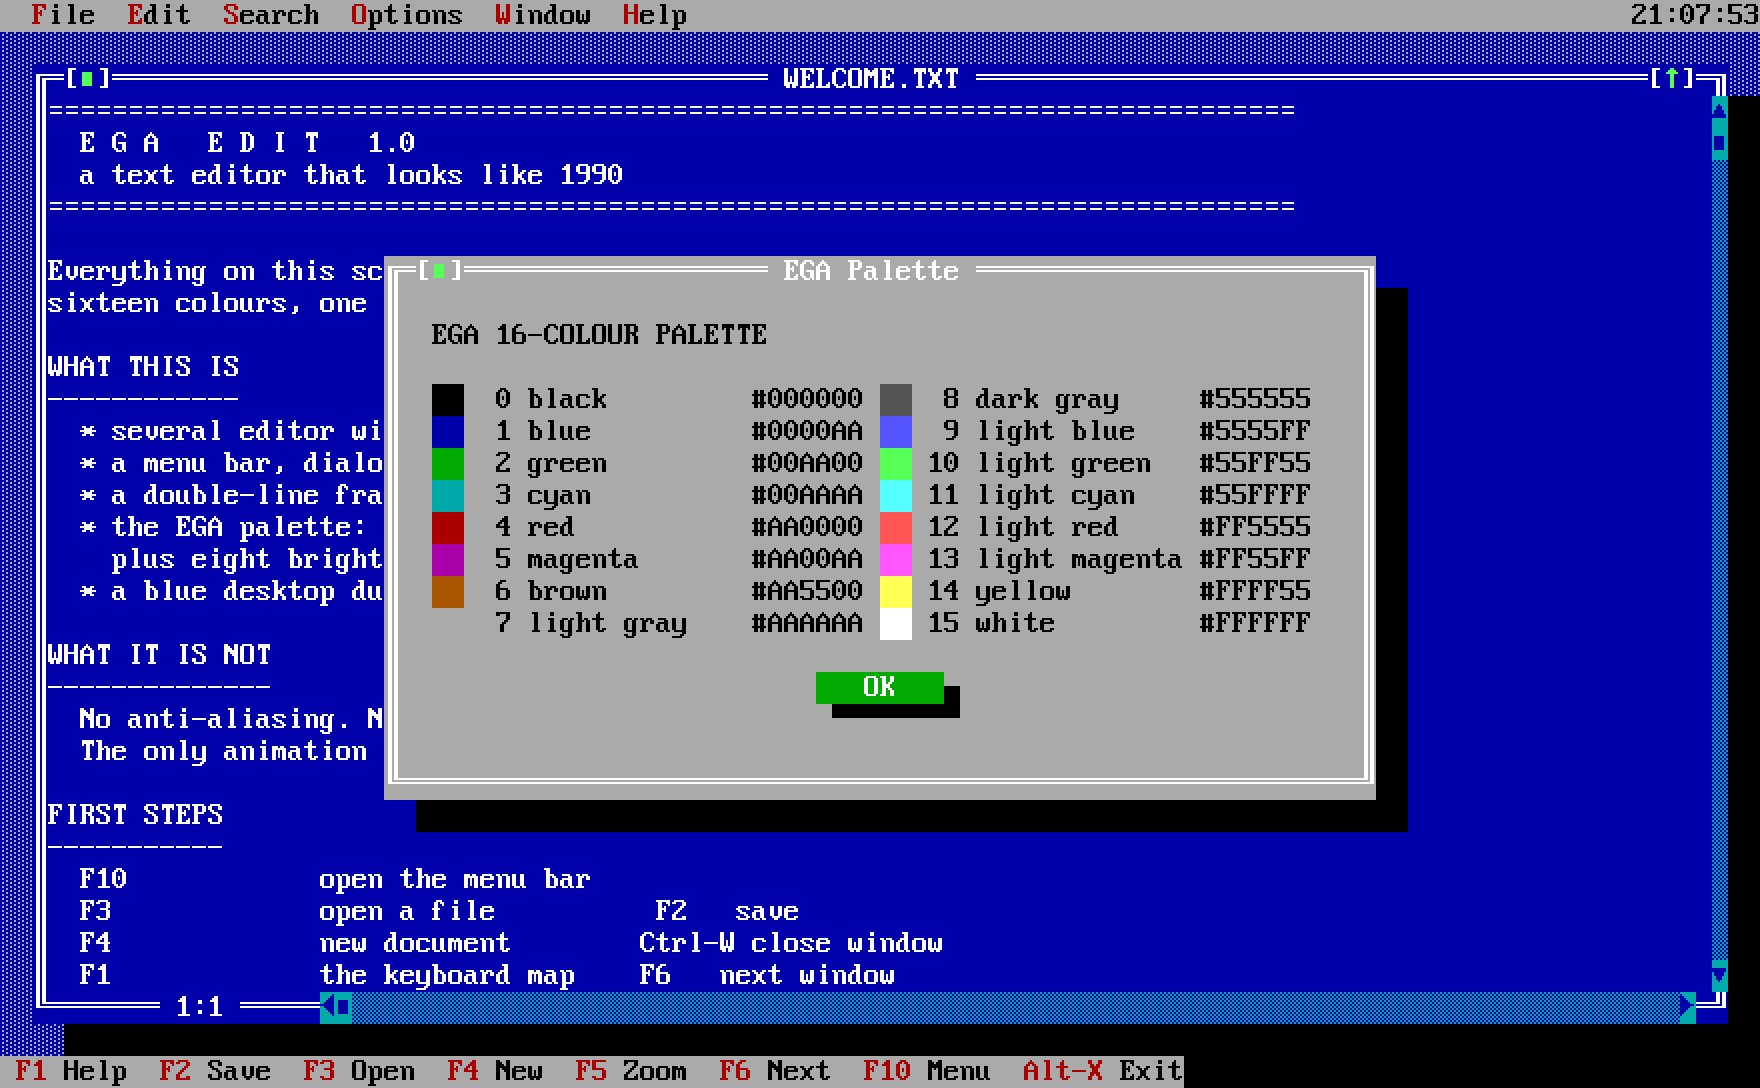 File Edit Search Options Window Help 21:07:53
[■] WELCOME.TXT [↑]
==============================================================================
E G A   E D I T   1.0
a text editor that looks like 1990
==============================================================================
Everything on this sc
sixteen colours, one
WHAT THIS IS
------------
* several editor wi
* a menu bar, dialo
* a double-line fra
* the EGA palette:
plus eight bright
* a blue desktop du
WHAT IT IS NOT
--------------
No anti-aliasing. N
The only animation
FIRST STEPS
-----------
F10 open the menu bar
F3 open a file F2 save
F4 new document Ctrl-W close window
F1 the keyboard map F6 next window
1:1
[■] EGA Palette
EGA 16-COLOUR PALETTE
0 black #000000 8 dark gray #555555
1 blue #0000AA 9 light blue #5555FF
2 green #00AA00 10 light green #55FF55
3 cyan #00AAAA 11 light cyan #55FFFF
4 red #AA0000 12 light red #FF5555
5 magenta #AA00AA 13 light magenta #FF55FF
6 brown #AA5500 14 yellow #FFFF55
7 light gray #AAAAAA 15 white #FFFFFF
OK
F1 Help F2 Save F3 Open F4 New F5 Zoom F6 Next F10 Menu Alt-X Exit